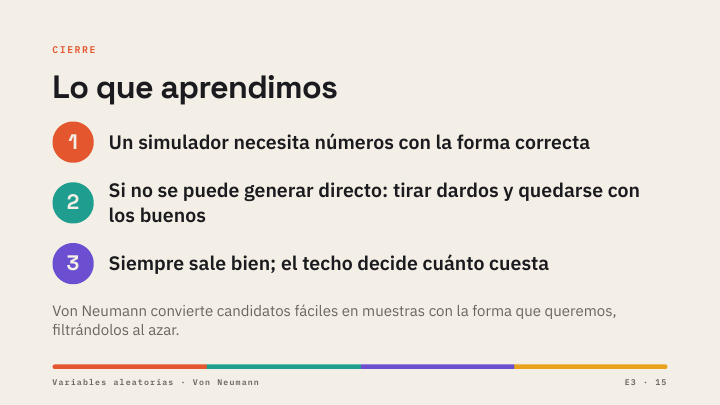 CIERRE
Lo que aprendimos
1 Un simulador necesita números con la forma correcta
2 Si no se puede generar directo: tirar dardos y quedarse con
los buenos
3 Siempre sale bien; el techo decide cuánto cuesta
Von Neumann convierte candidatos fáciles en muestras con la forma que queremos,
filtrándolos al azar.
Variables aleatorias · Von Neumann E3 · 15